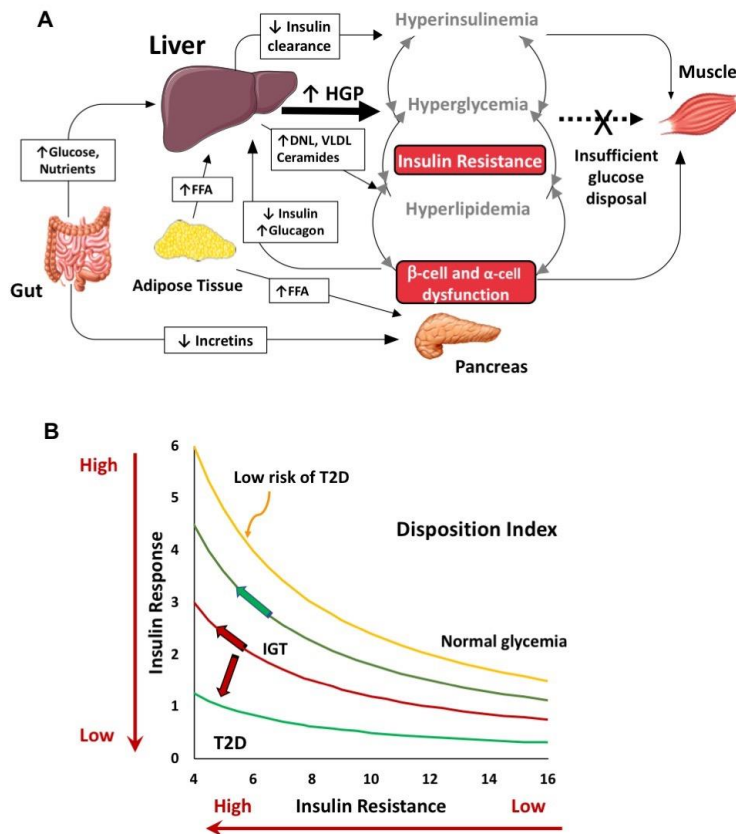 A
Liver
↓ Insulin
clearance
Hyperinsulinemia
Muscle
↑ HGP
Hyperglycemia
↑Glucose,
Nutrients
↑DNL, VLDL
Ceramides
Insulin Resistance
X
Insufficient
glucose
disposal
↑FFA
↓ Insulin
↑Glucagon
Hyperlipidemia
Gut
Adipose Tissue
↑FFA
β-cell and α-cell
dysfunction
↓ Incretins
Pancreas
B
High
Low
Insulin Response
6
5
4
3
2
1
0
Low risk of T2D
Disposition Index
Normal glycemia
IGT
T2D
4 6 8 10 12 14 16
High Insulin Resistance Low